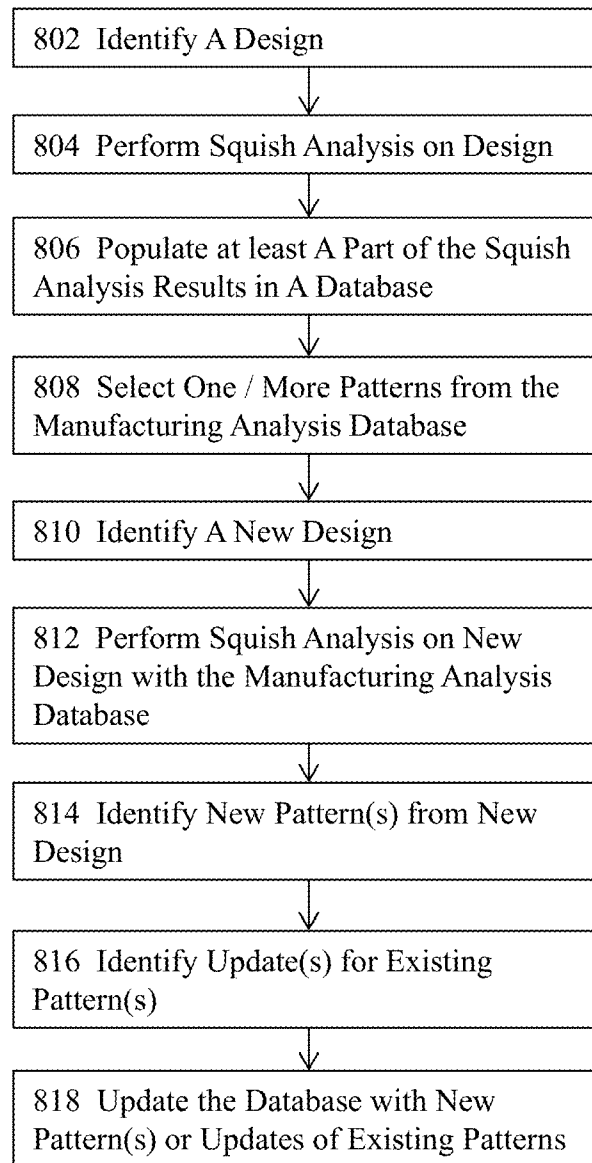 802 Identify A Design
804 Perform Squish Analysis on Design
806 Populate at least A Part of the Squish
Analysis Results in A Database
808 Select One / More Patterns from the
Manufacturing Analysis Database
810 Identify A New Design
812 Perform Squish Analysis on New
Design with the Manufacturing Analysis
Database
814 Identify New Pattern(s) from New
Design
816 Identify Update(s) for Existing
Pattern(s)
818 Update the Database with New
Pattern(s) or Updates of Existing Patterns